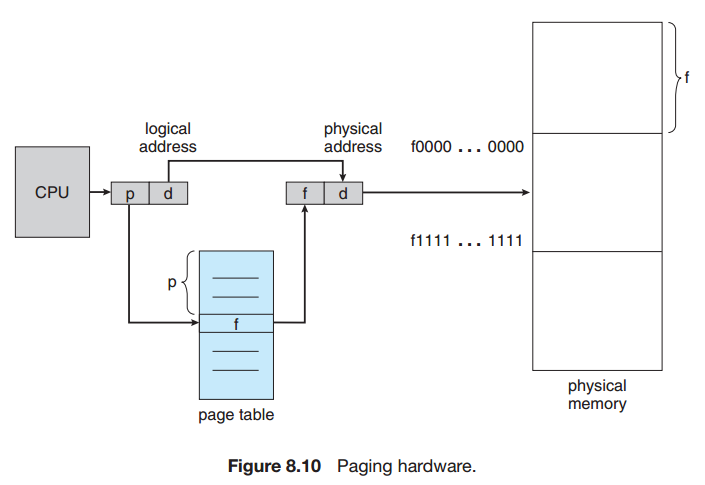 f
logical
address
physical
address
f0000 ... 0000
CPU
p d
f d
f1111 ... 1111
p
f
page table
physical
memory
Figure 8.10 Paging hardware.